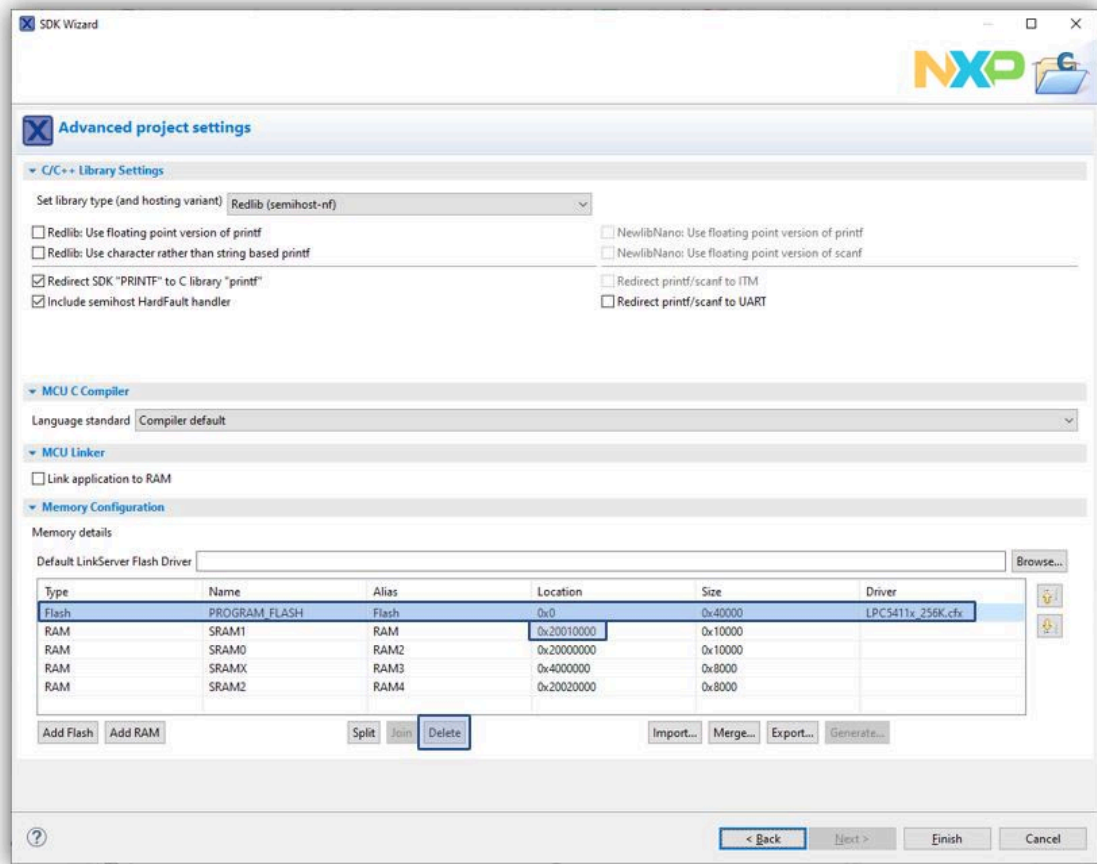 SDK Wizard
NXP
C
Advanced project settings
C/C++ Library Settings
Set library type (and hosting variant) Redlib (semihost-nf)
Redlib: Use floating point version of printf NewlibNano: Use floating point version of printf
Redlib: Use character rather than string based printf NewlibNano: Use floating point version of scanf
Redirect SDK "PRINTF" to C library "printf" Redirect printf/scanf to ITM
Include semihost HardFault handler Redirect printf/scanf to UART
MCU C Compiler
Language standard Compiler default
MCU Linker
Link application to RAM
Memory Configuration
Memory details
Default LinkServer Flash Driver Browse...
Type Name Alias Location Size Driver
Flash PROGRAM_FLASH Flash 0x0 0x40000 LPC5411x_256K.cfx
RAM SRAM1 RAM 0x20010000 0x10000
RAM SRAM0 RAM2 0x20000000 0x10000
RAM SRAMX RAM3 0x4000000 0x8000
RAM SRAM2 RAM4 0x20020000 0x8000
Add Flash Add RAM Split Join Delete Import... Merge... Export... Generate...
? < Back Next > Finish Cancel